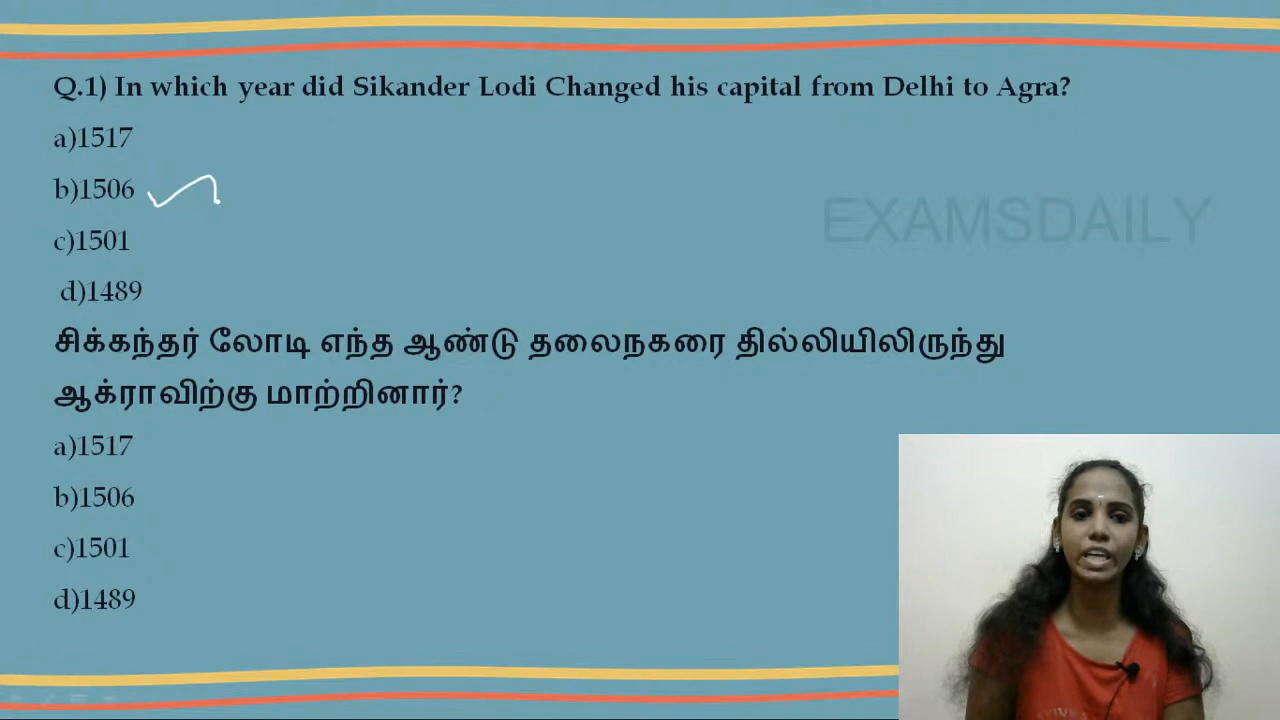 Q.1) In which year did Sikander Lodi Changed his capital from Delhi to Agra?
a)1517
b)1506
c)1501
d)1489
EXAMSDAILY
சிக்கந்தர் லோடி எந்த ஆண்டு தலைநகரை தில்லியிலிருந்து
ஆக்ராவிற்கு மாற்றினார்?
a)1517
b)1506
c)1501
d)1489